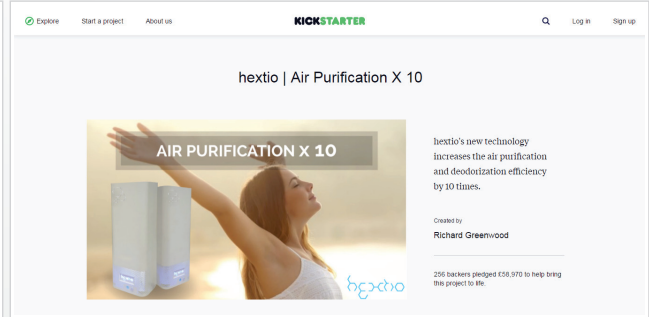 Explore Start a project About us KICKSTARTER Log in Sign up
hextio | Air Purification X 10
AIR PURIFICATION X 10
hextio
hextio's new technology
increases the air purification
and deodorization efficiency
by 10 times.
Created by
Richard Greenwood
256 backers pledged £58,970 to help bring
this project to life.